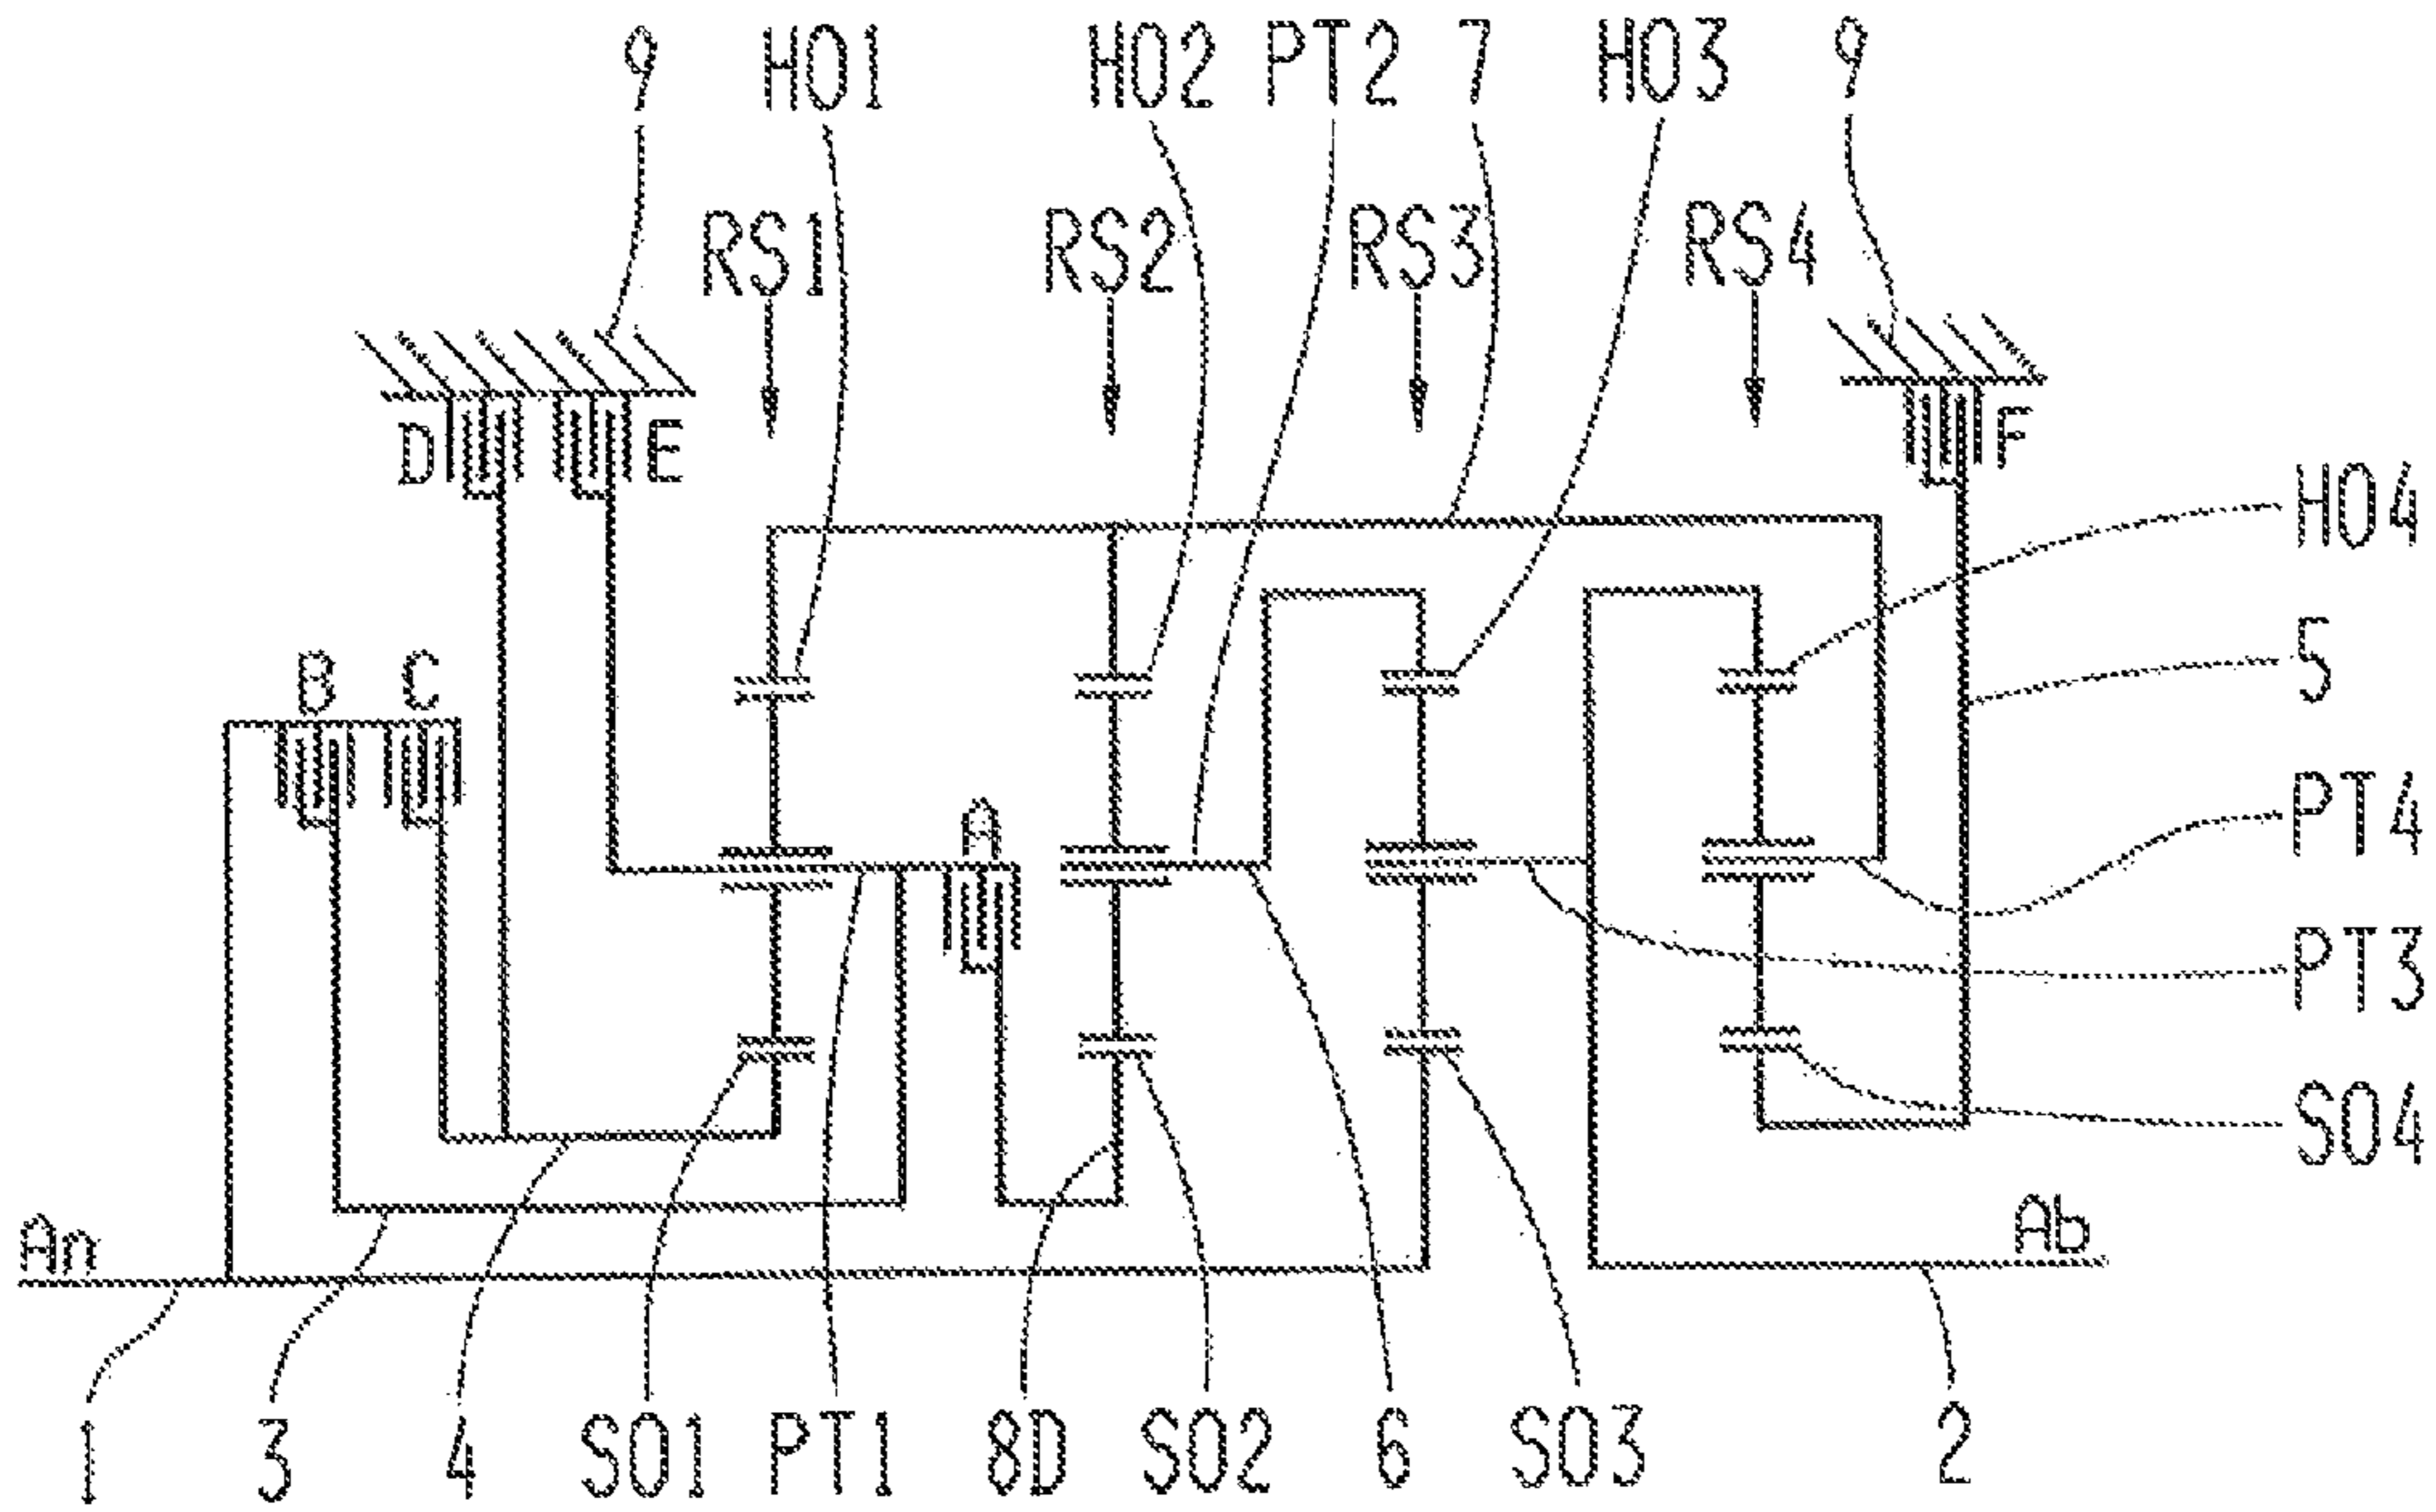 9 HO1 HO2 PT2 7 HO3 9
RS1 RS2 RS3 RS4
D E F
HO4
B C 5
A PT4
PT3
SO4
An Ab
1 3 4 SO1 PT1 8D SO2 6 SO3 2